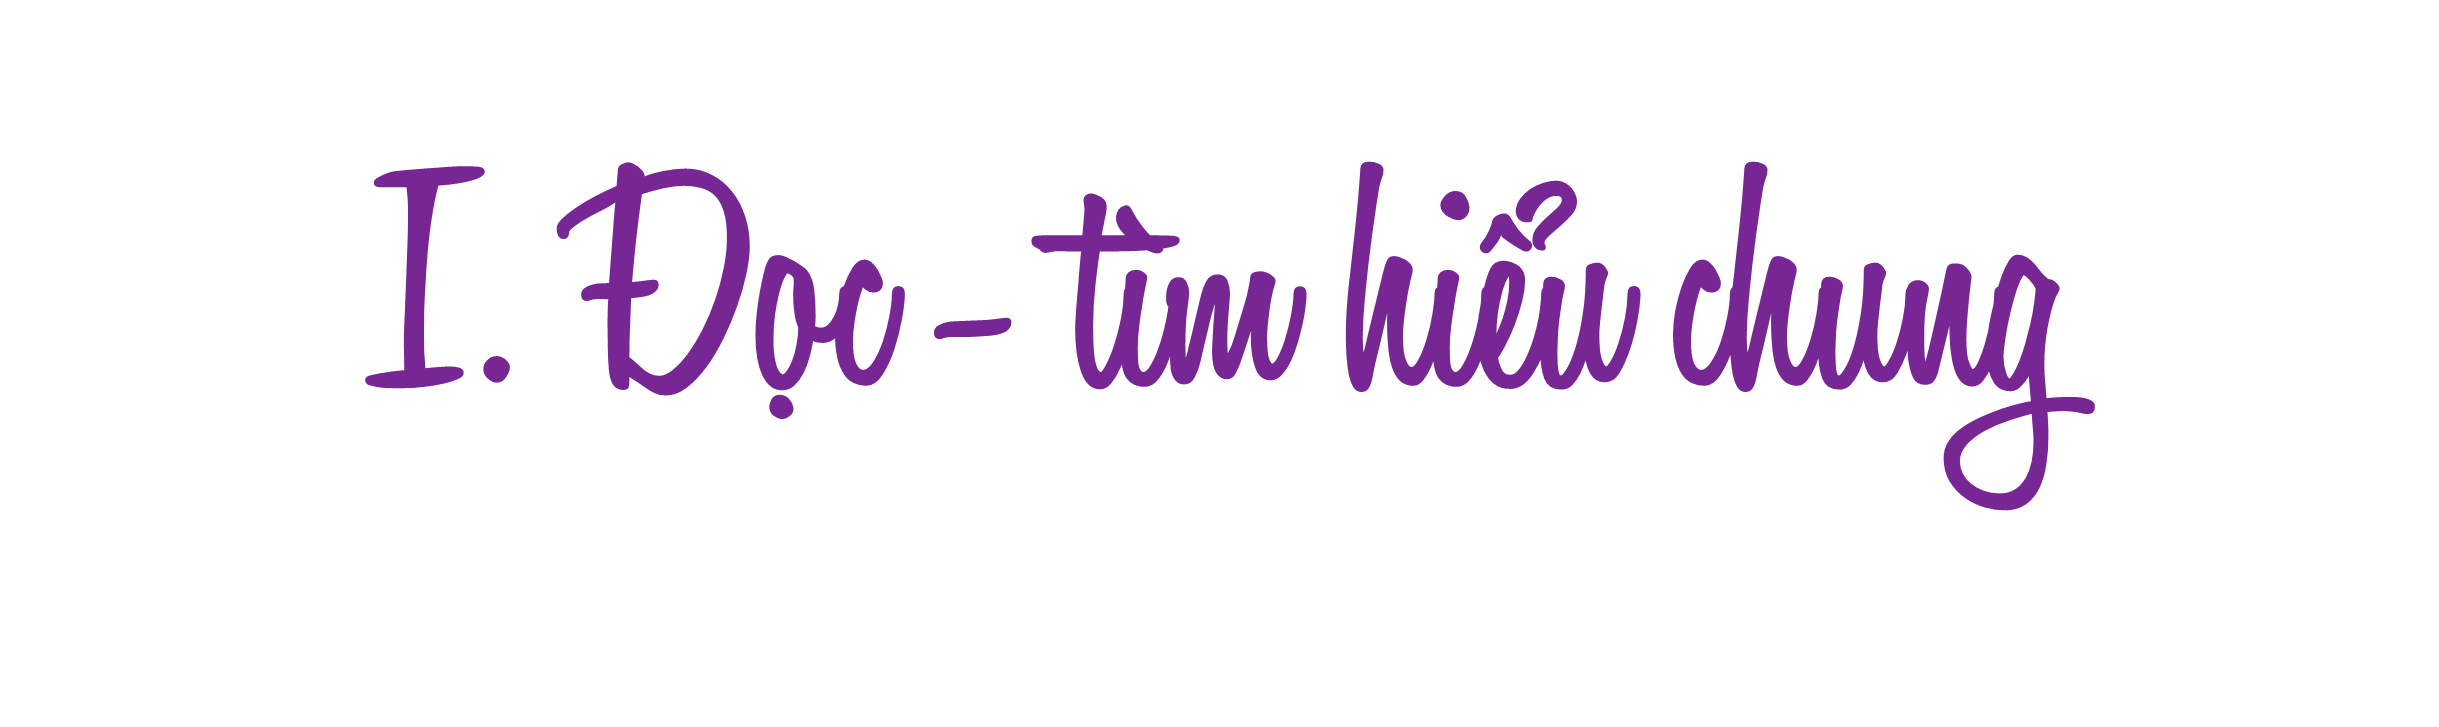 I. Đọc – tìm hiểu chung